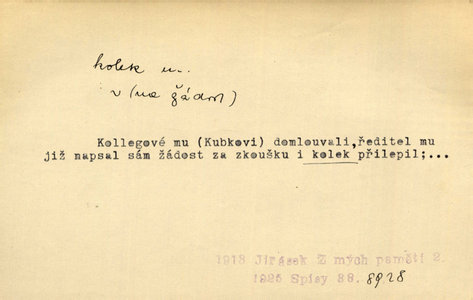 kolek m.
v (na žádost)
Kollegové mu (Kubkovi) domlouvali,ředitel mu
již napsal sám žádost za zkoušku i kolek přilepil;...
1918 Jirásek Z mých pamětí 2.
1925 Spisy 38. 8928